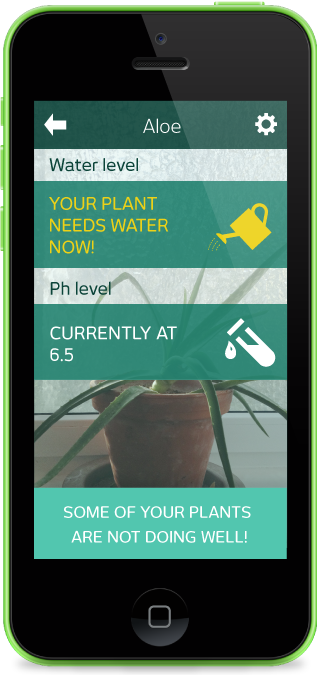 Aloe
Water level
YOUR PLANT
NEEDS WATER
NOW!
Ph level
CURRENTLY AT
6.5
SOME OF YOUR PLANTS
ARE NOT DOING WELL!